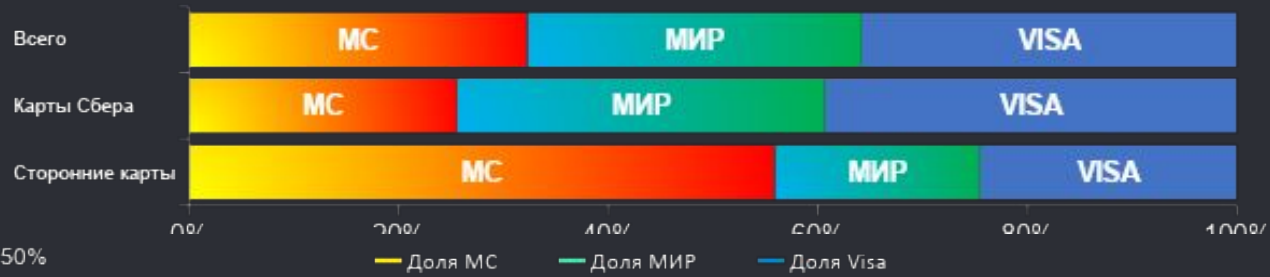 Всего МС МИР VISA
Карты Сбера МС МИР VISA
Сторонние карты МС МИР VISA
0% 20% 40% 60% 80% 100%
50% Доля МС Доля МИР Доля Visa